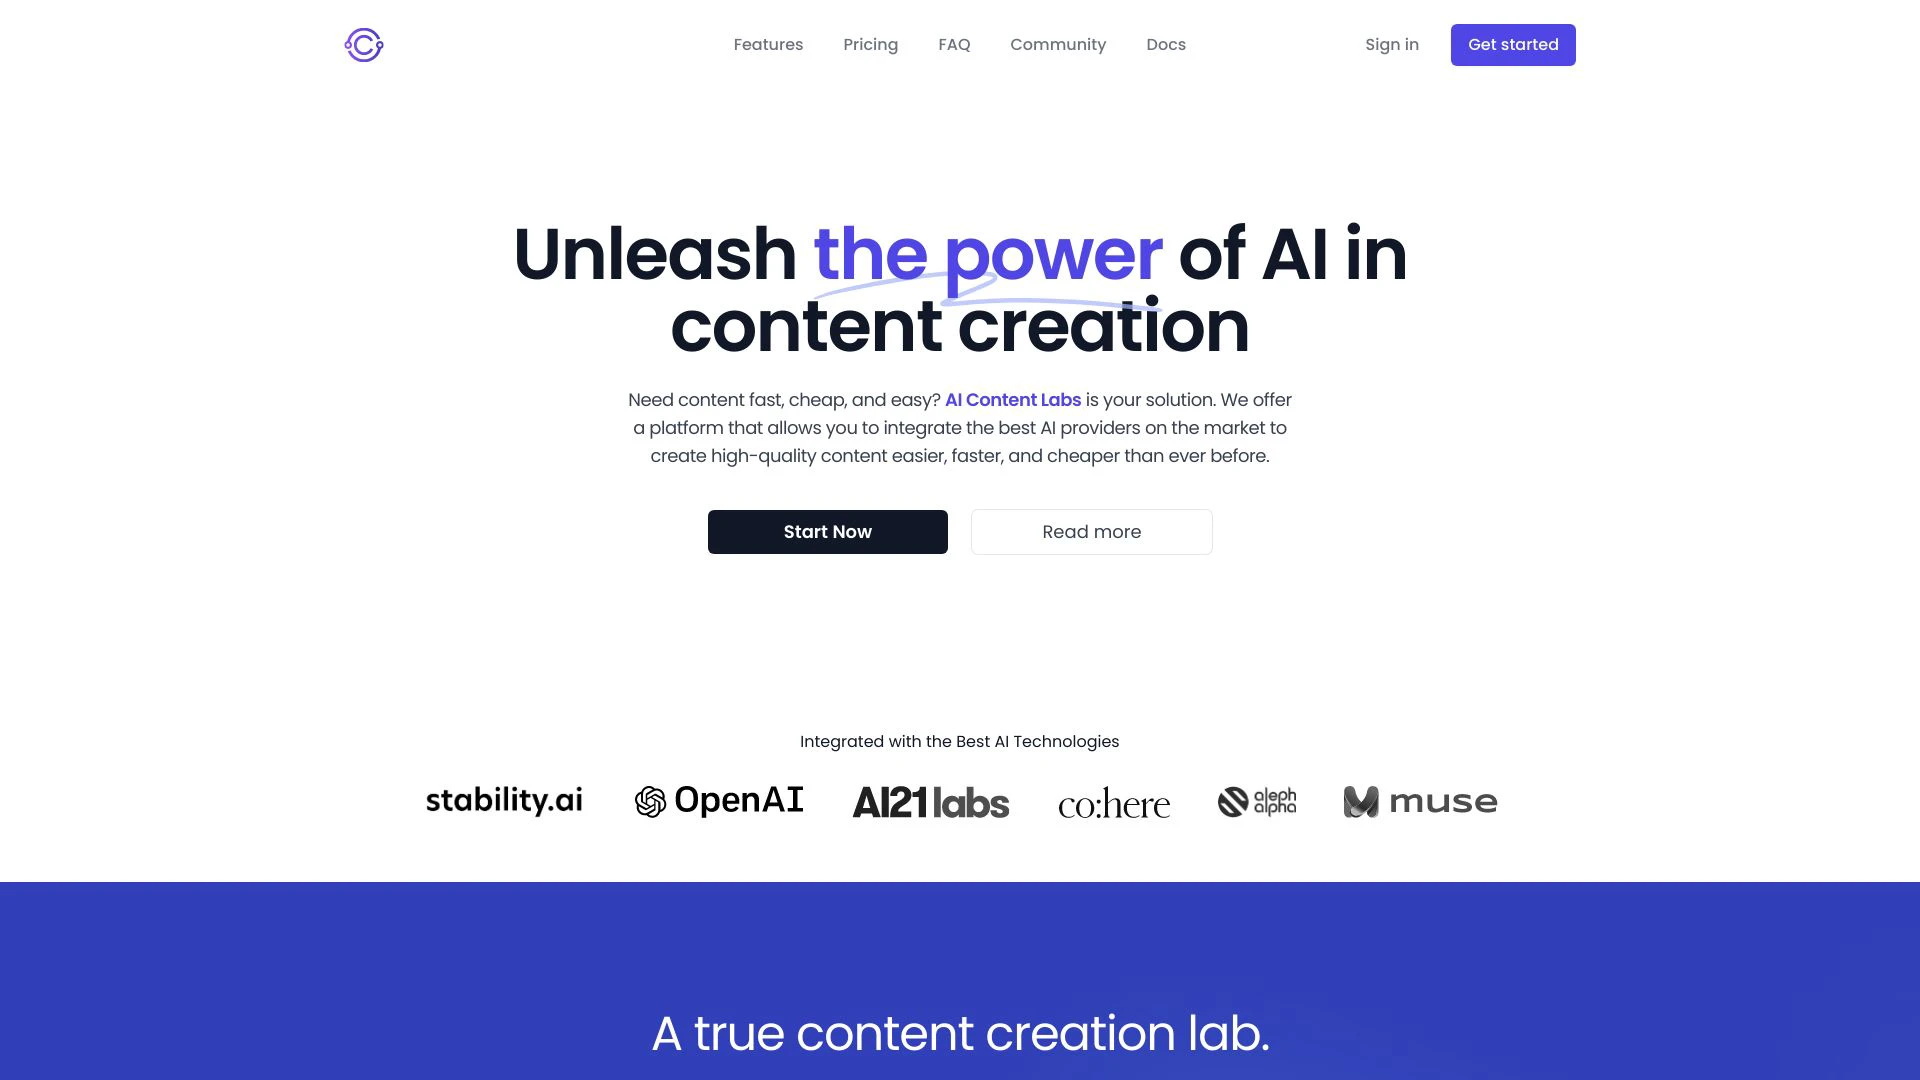 Features Pricing FAQ Community Docs Sign in Get started
Unleash the power of AI in
content creation
Need content fast, cheap, and easy? AI Content Labs is your solution. We offer
a platform that allows you to integrate the best AI providers on the market to
create high-quality content easier, faster, and cheaper than ever before.
Start Now Read more
Integrated with the Best AI Technologies
stability.ai OpenAI AI21 labs co:here aleph alpha muse
A true content creation lab.